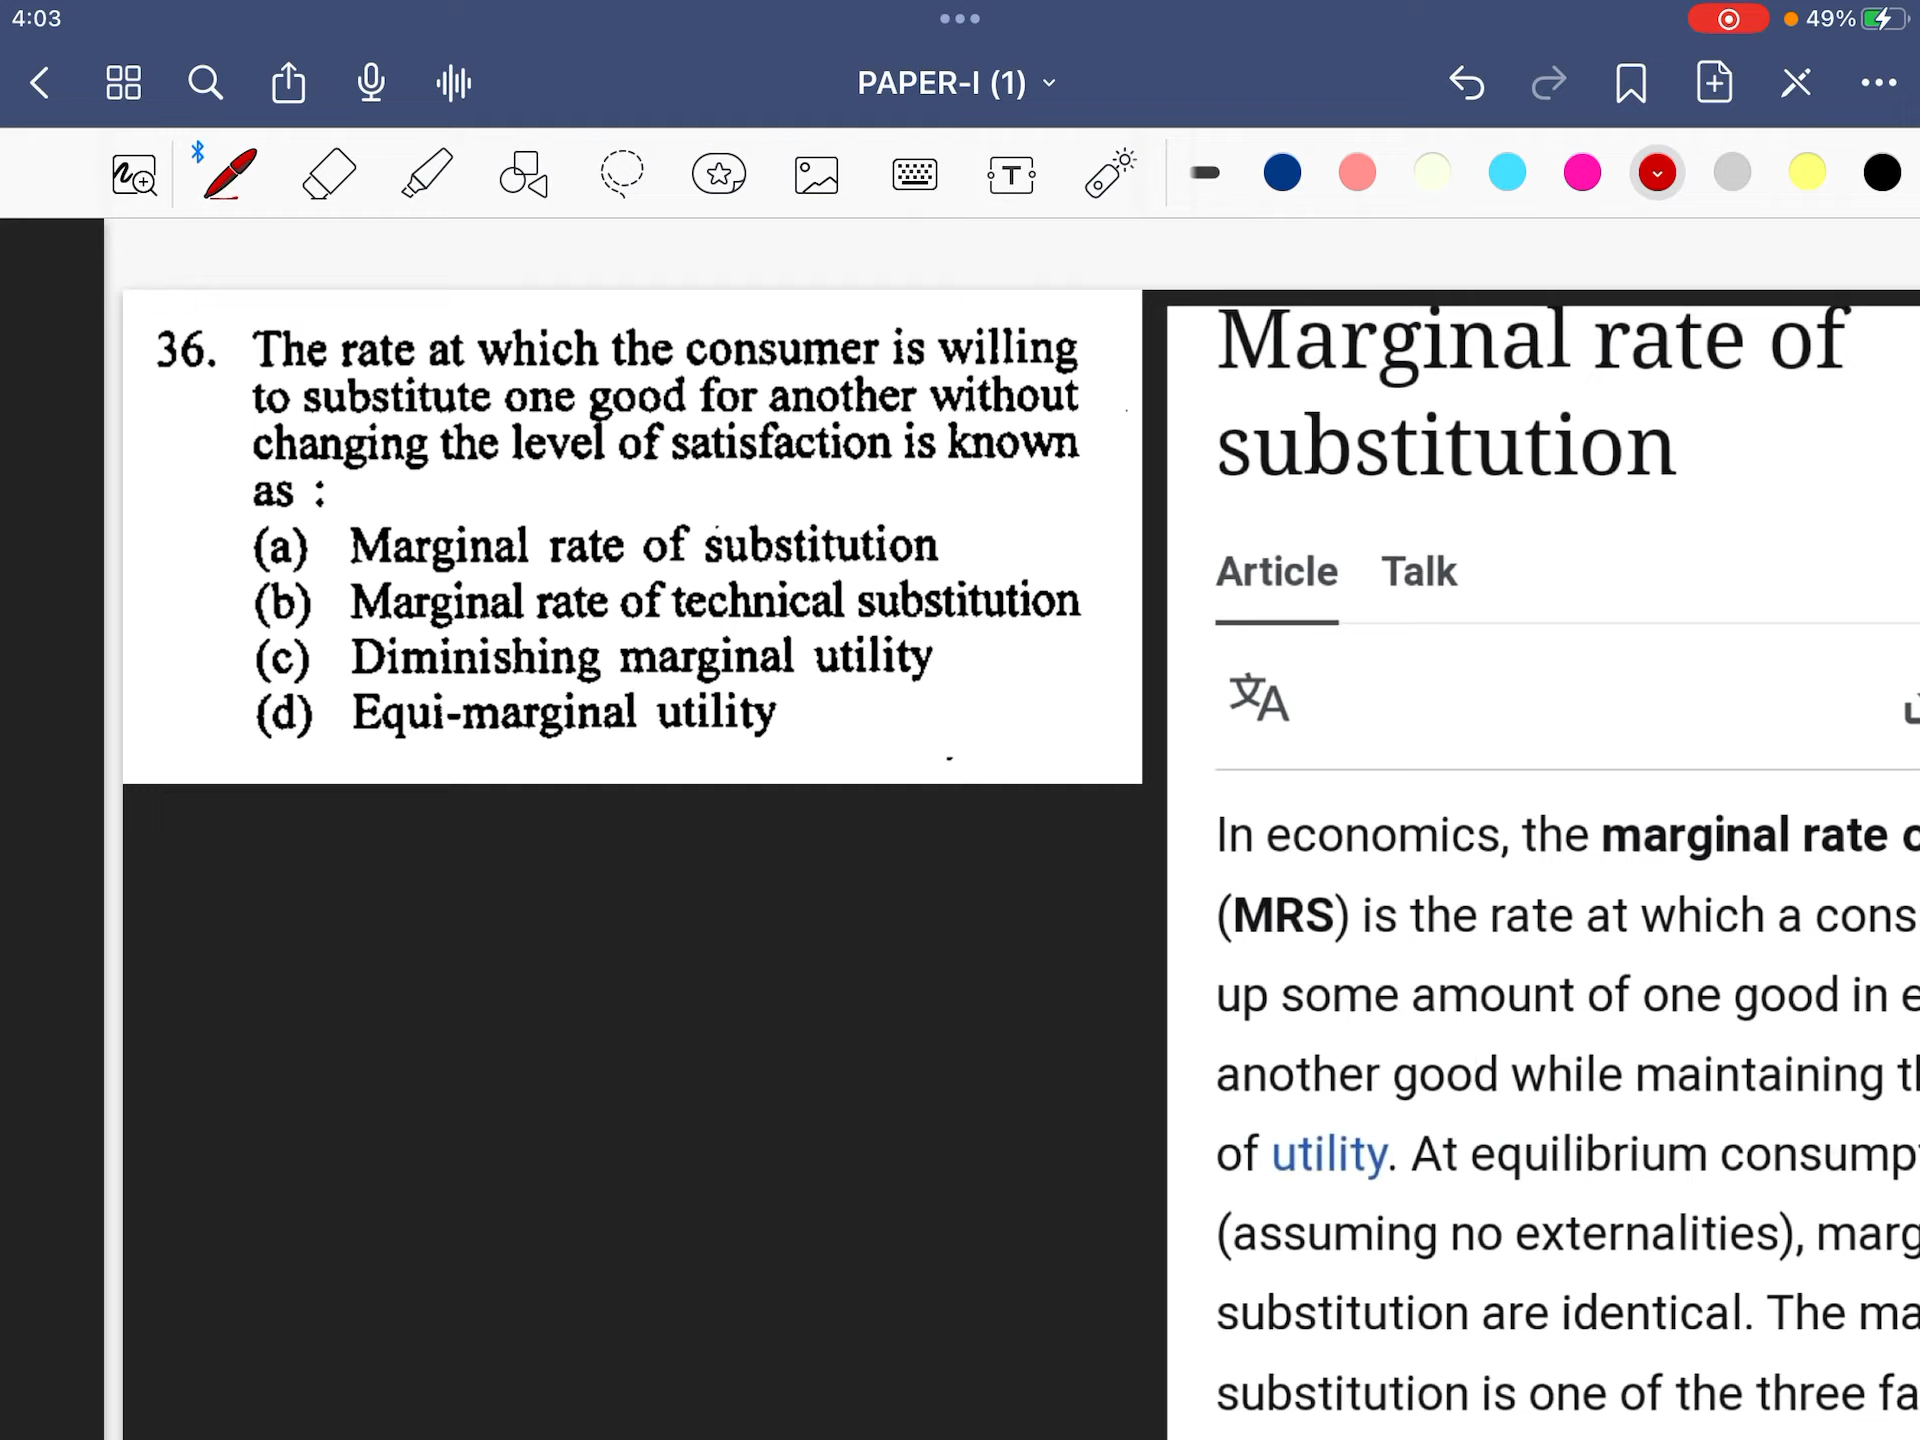 4:03
49%
PAPER-I (1)
36. The rate at which the consumer is willing
to substitute one good for another without
changing the level of satisfaction is known
as :
(a) Marginal rate of substitution
(b) Marginal rate of technical substitution
(c) Diminishing marginal utility
(d) Equi-marginal utility
Marginal rate of
substitution
Article Talk
In economics, the marginal rate
(MRS) is the rate at which a cons
up some amount of one good in e
another good while maintaining
of utility. At equilibrium consump
(assuming no externalities), marg
substitution are identical. The ma
substitution is one of the three fa